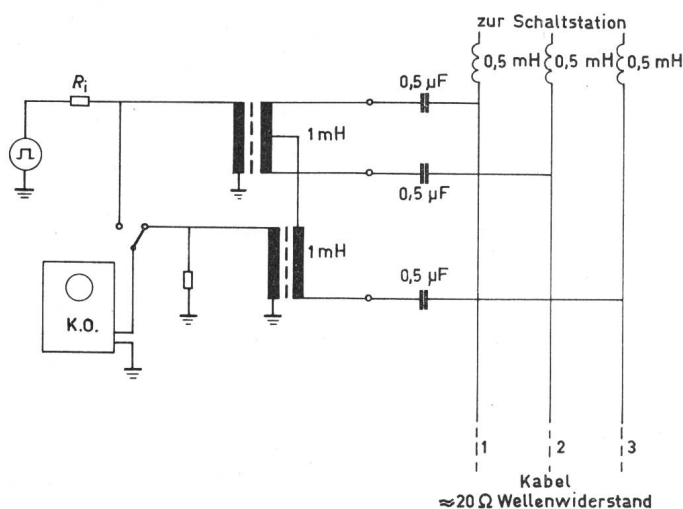 zur Schaltstation
0,5 mH
0,5 mH
0,5 mH
R_i
0,5 µF
1 mH
0,5 µF
1 mH
0,5 µF
K.O.
1
2
3
Kabel
≈20 Ω Wellenwiderstand